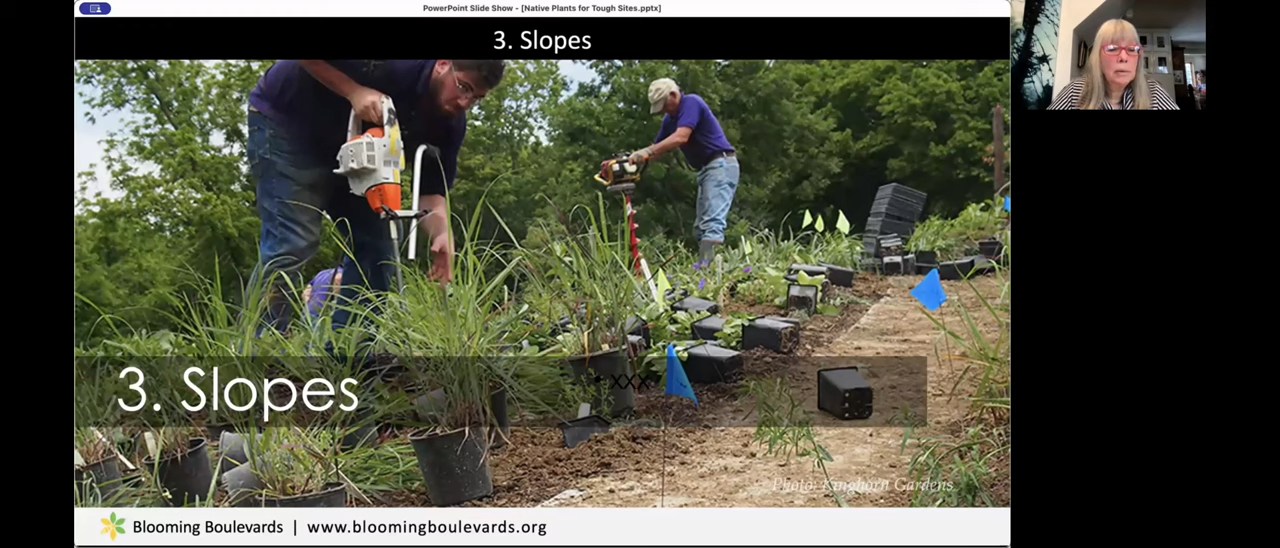 PowerPoint Slide Show - [Native Plants for Tough Sites.pptx]
3. Slopes
3. Slopes
• XXX
Photo: Kinghorn Gardens
Blooming Boulevards | www.bloomingboulevards.org